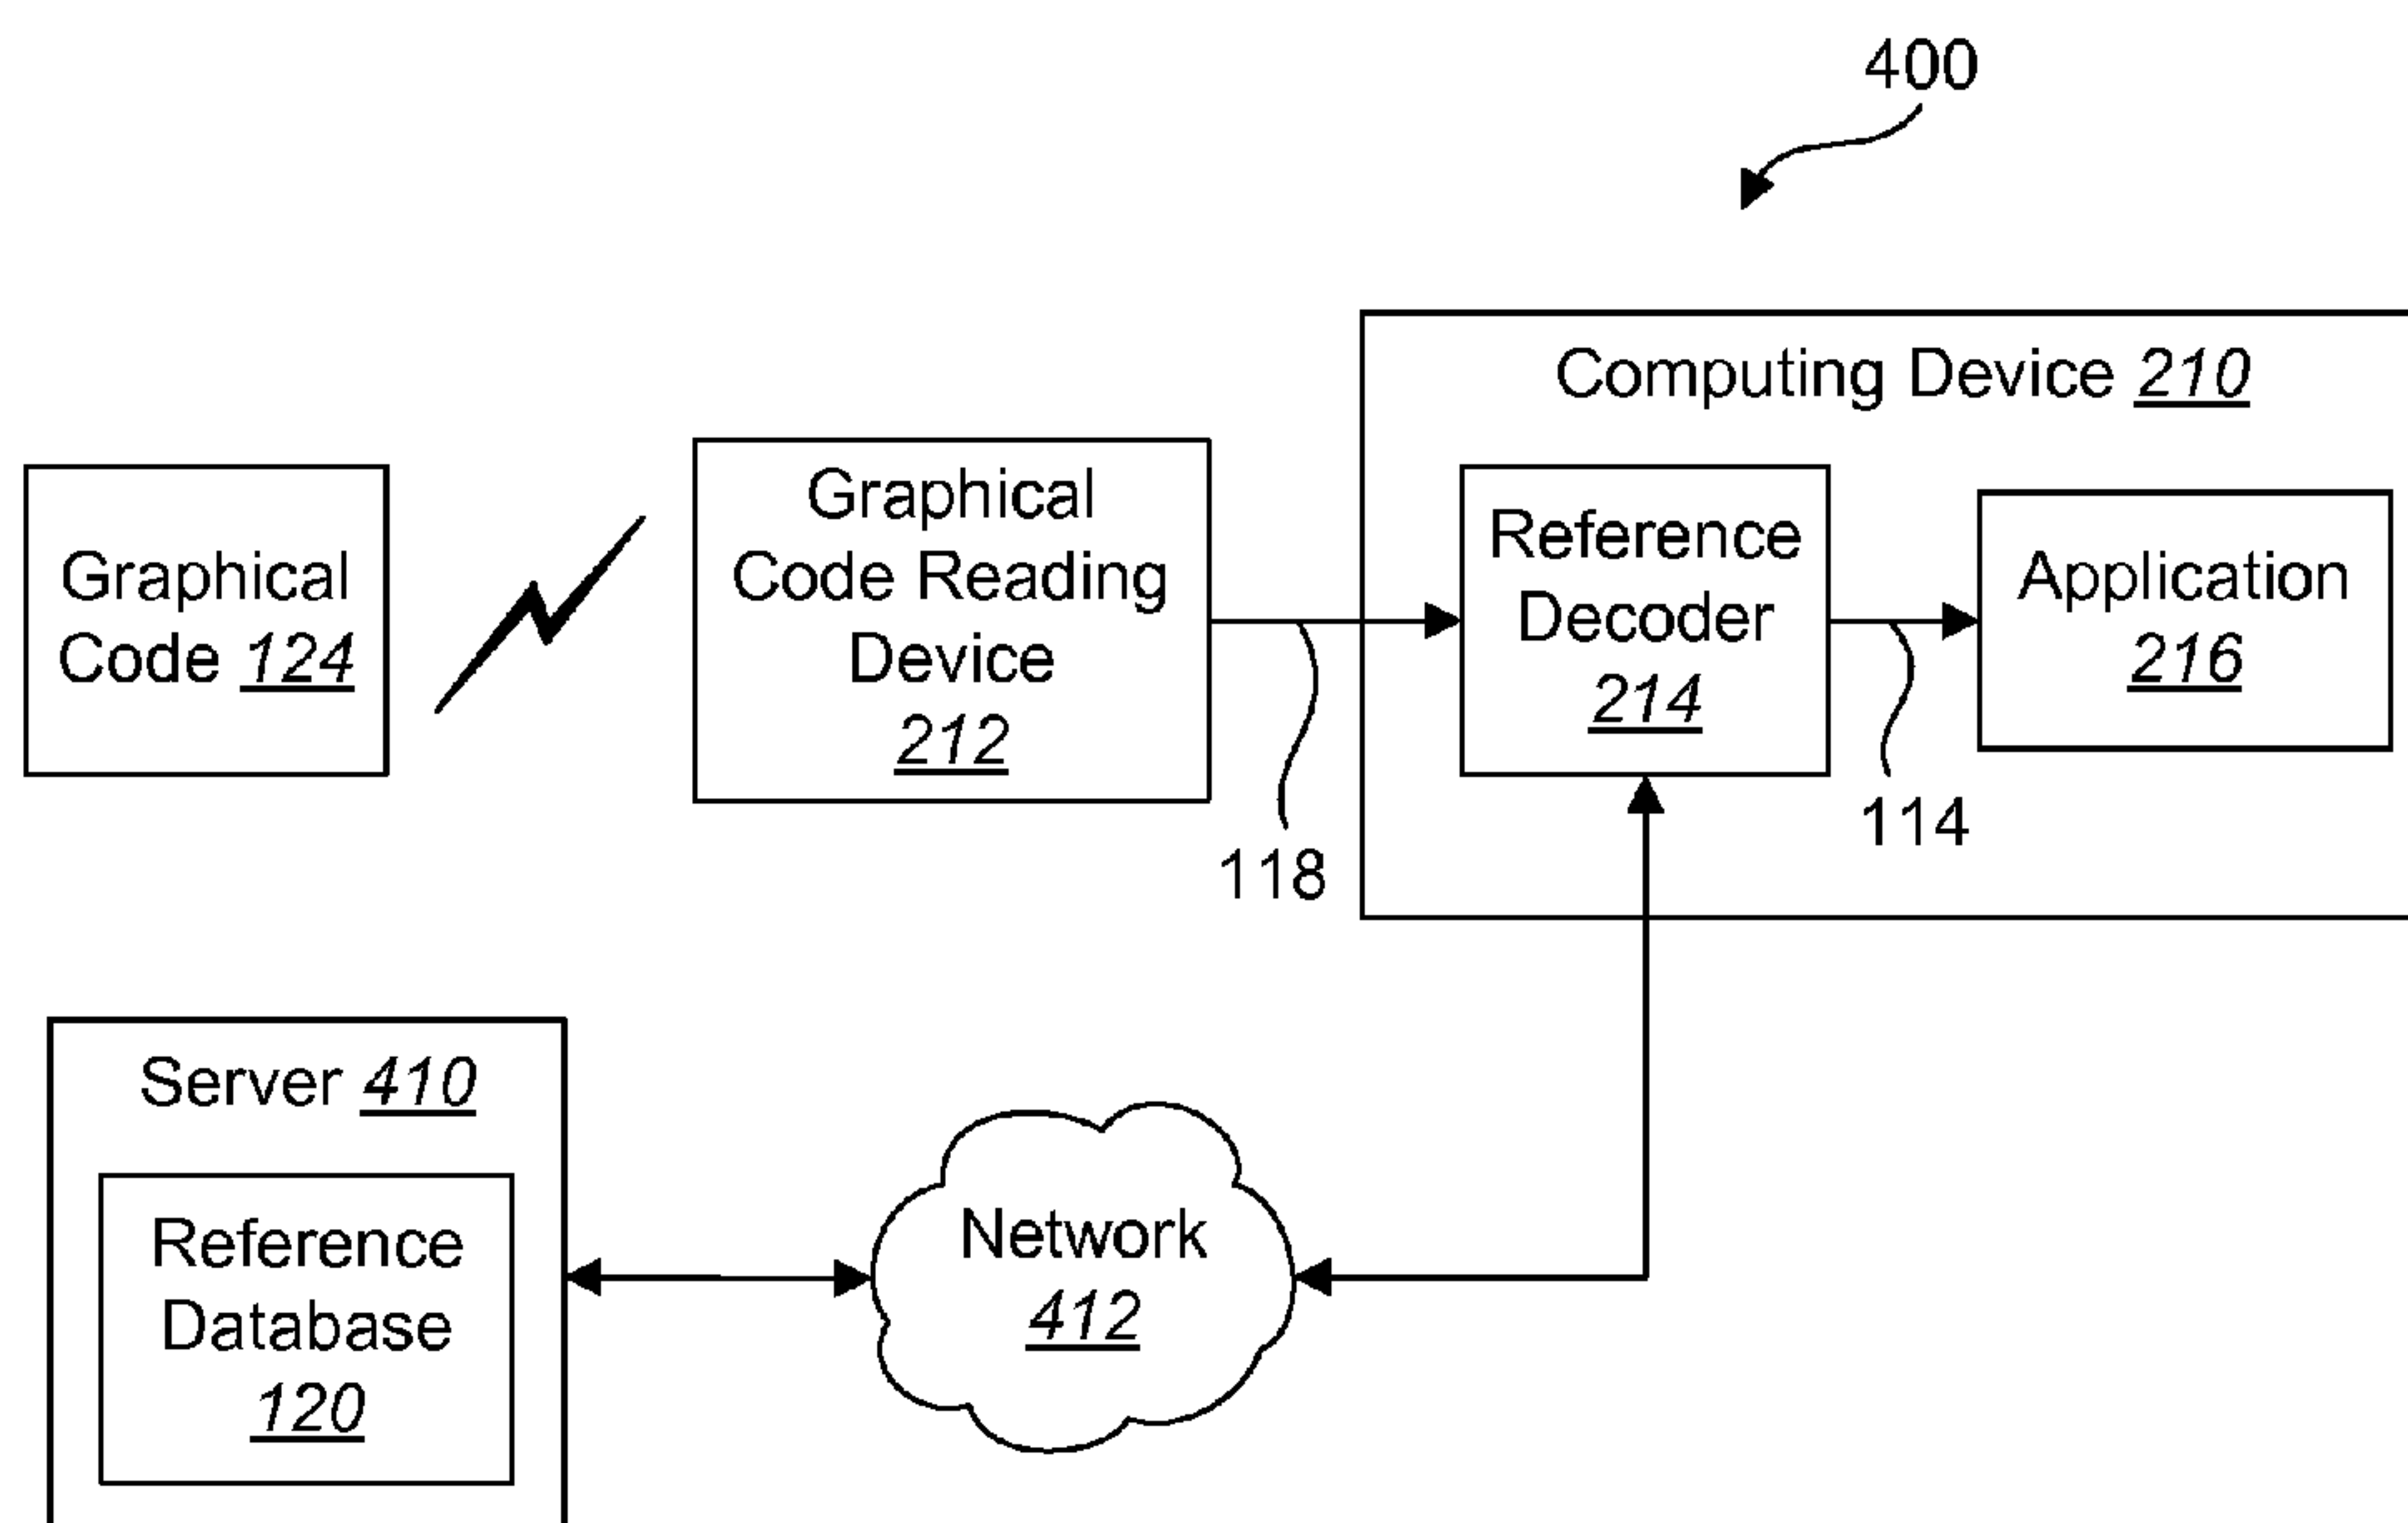 400
Computing Device 210
Graphical
Code 124
Graphical
Code Reading
Device
212
Reference
Decoder
214
Application
216
118
114
Server 410
Reference
Database
120
Network
412